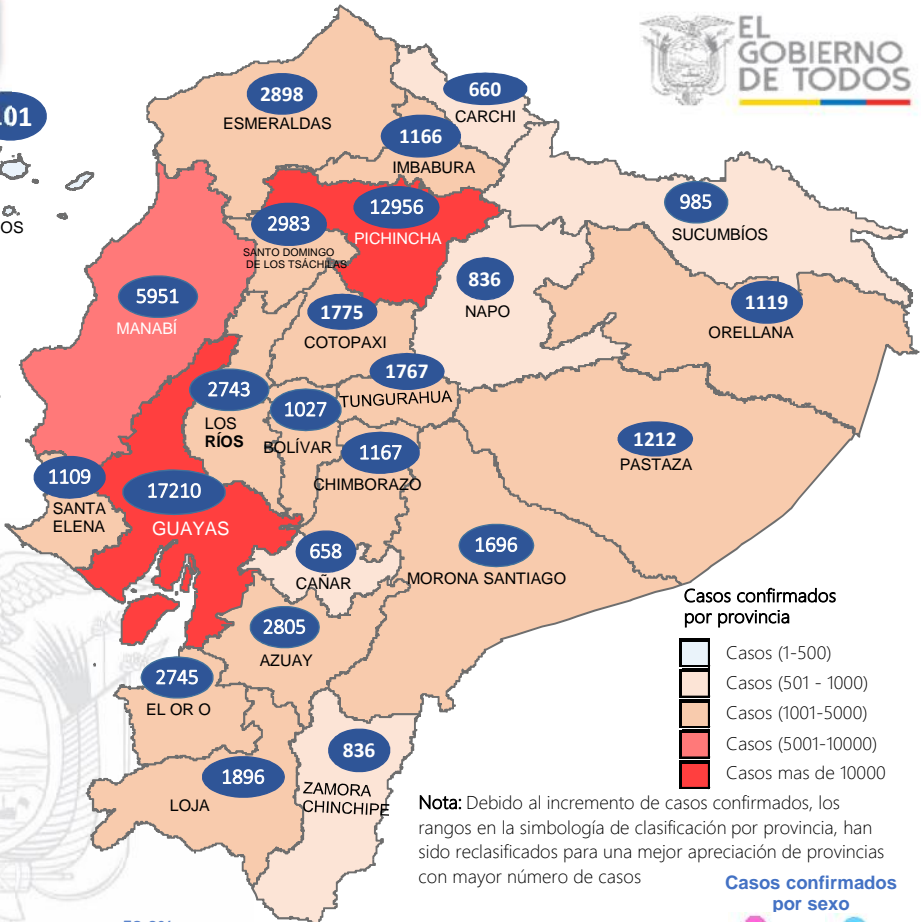 EL
GOBIERNO
DE TODOS
2898
ESMERALDAS
660
CARCHI
1166
IMBABURA
.01
OS
12956
PICHINCHA
2983
SANTO DOMINGO
DE LOS TSÁCHILAS
985
SUCUMBÍOS
836
NAPO
5951
MANABÍ
1119
ORELLANA
1775
COTOPAXI
1767
TUNGURAHUA
2743
LOS
RÍOS
1027
BOLÍVAR
1212
PASTAZA
1167
CHIMBORAZO
1109
SANTA
ELENA
17210
GUAYAS
658
CAÑAR
1696
MORONA SANTIAGO
2805
AZUAY
2745
EL OR O
1896
LOJA
836
ZAMORA
CHINCHIPE
Casos confirmados
por provincia
Casos (1-500)
Casos (501 - 1000)
Casos (1001-5000)
Casos (5001-10000)
Casos mas de 10000
Nota: Debido al incremento de casos confirmados, los
rangos en la simbología de clasificación por provincia, han
sido reclasificados para una mejor apreciación de provincias
con mayor número de casos
Casos confirmados
por sexo